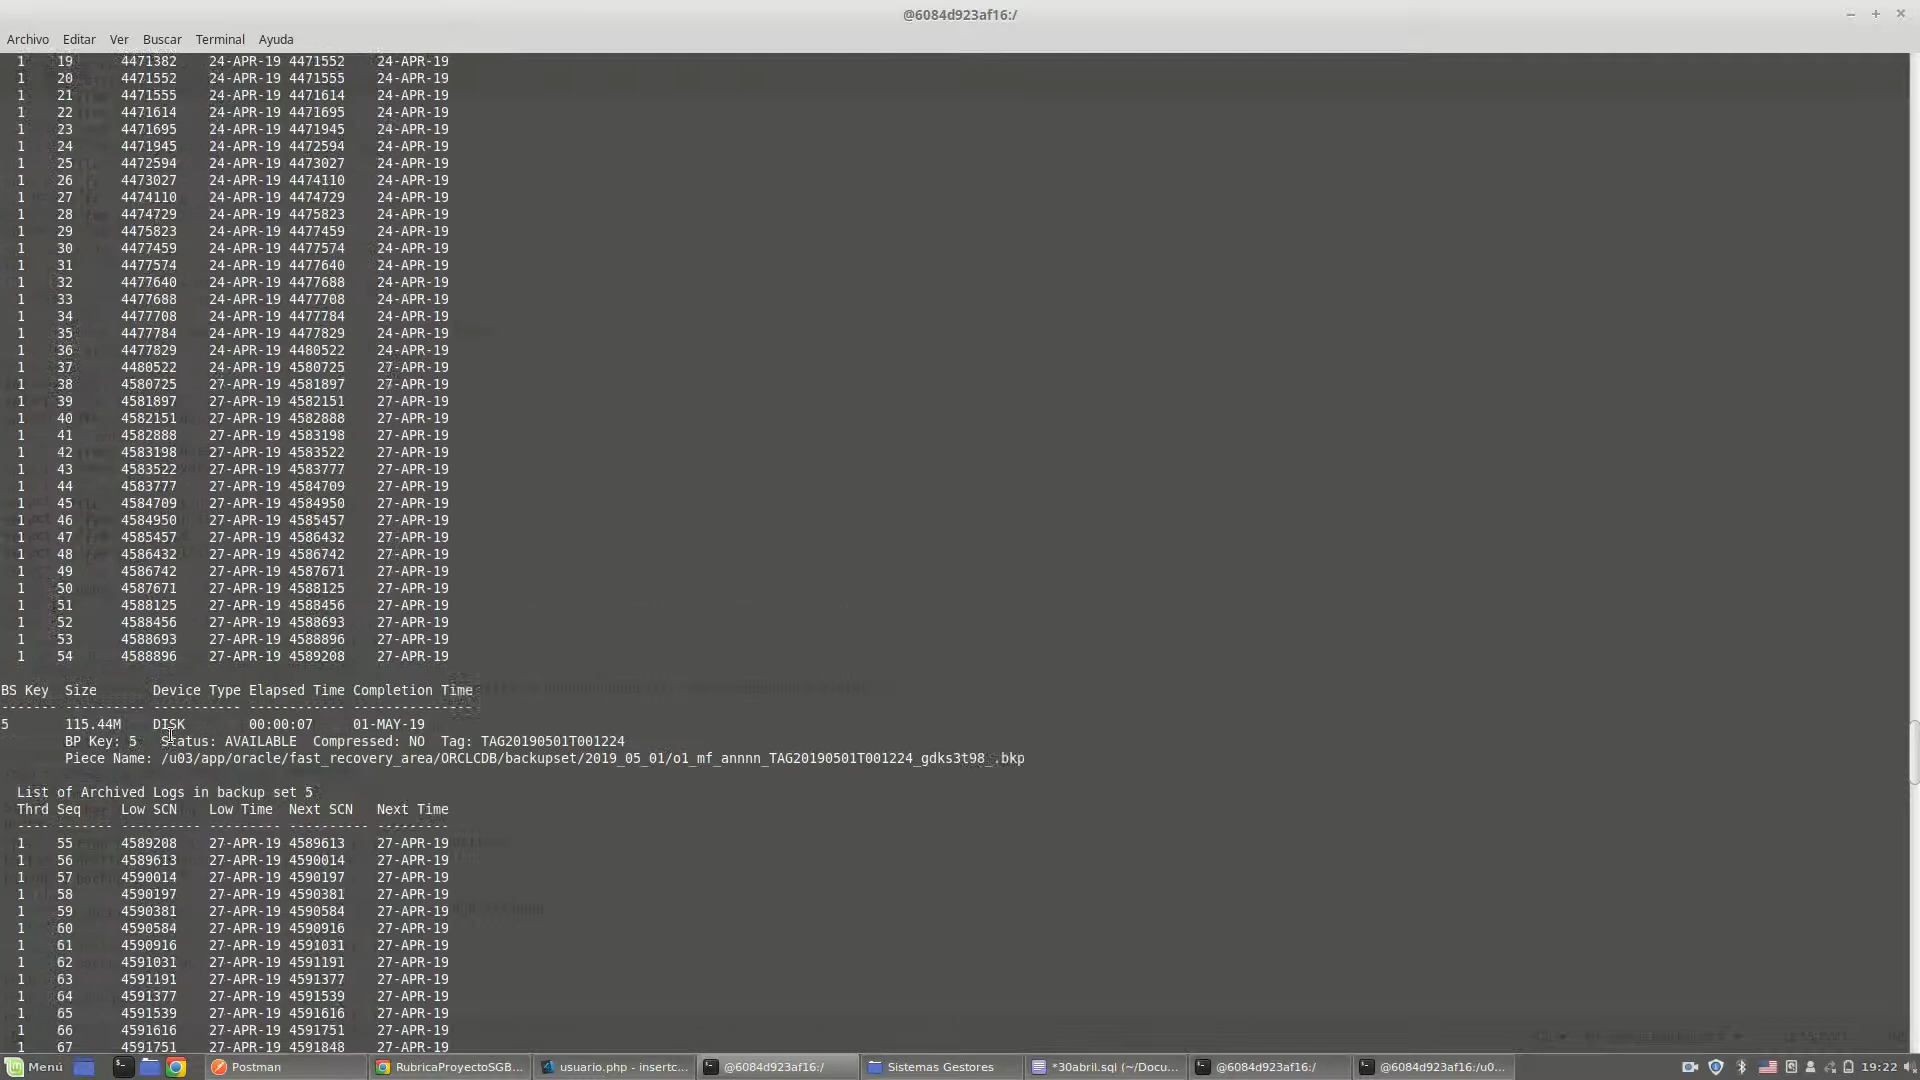 @6084d923af16:/
Archivo Editar Ver Buscar Terminal Ayuda
1 19 4471382 24-APR-19 4471552 24-APR-19
1 20 4471552 24-APR-19 4471555 24-APR-19
1 21 4471555 24-APR-19 4471614 24-APR-19
1 22 4471614 24-APR-19 4471695 24-APR-19
1 23 4471695 24-APR-19 4471945 24-APR-19
1 24 4471945 24-APR-19 4472594 24-APR-19
1 25 4472594 24-APR-19 4473027 24-APR-19
1 26 4473027 24-APR-19 4474110 24-APR-19
1 27 4474110 24-APR-19 4474729 24-APR-19
1 28 4474729 24-APR-19 4475823 24-APR-19
1 29 4475823 24-APR-19 4477459 24-APR-19
1 30 4477459 24-APR-19 4477574 24-APR-19
1 31 4477574 24-APR-19 4477640 24-APR-19
1 32 4477640 24-APR-19 4477688 24-APR-19
1 33 4477688 24-APR-19 4477708 24-APR-19
1 34 4477708 24-APR-19 4477784 24-APR-19
1 35 4477784 24-APR-19 4477829 24-APR-19
1 36 4477829 24-APR-19 4480522 24-APR-19
1 37 4480522 24-APR-19 4580725 27-APR-19
1 38 4580725 27-APR-19 4581897 27-APR-19
1 39 4581897 27-APR-19 4582151 27-APR-19
1 40 4582151 27-APR-19 4582888 27-APR-19
1 41 4582888 27-APR-19 4583198 27-APR-19
1 42 4583198 27-APR-19 4583522 27-APR-19
1 43 4583522 27-APR-19 4583777 27-APR-19
1 44 4583777 27-APR-19 4584709 27-APR-19
1 45 4584709 27-APR-19 4584950 27-APR-19
1 46 4584950 27-APR-19 4585457 27-APR-19
1 47 4585457 27-APR-19 4586432 27-APR-19
1 48 4586432 27-APR-19 4586742 27-APR-19
1 49 4586742 27-APR-19 4587671 27-APR-19
1 50 4587671 27-APR-19 4588125 27-APR-19
1 51 4588125 27-APR-19 4588456 27-APR-19
1 52 4588456 27-APR-19 4588693 27-APR-19
1 53 4588693 27-APR-19 4588896 27-APR-19
1 54 4588896 27-APR-19 4589208 27-APR-19
BS Key Size Device Type Elapsed Time Completion Time
------- ---------- ----------- ------------ ---------------
5 115.44M DISK 00:00:07 01-MAY-19
BP Key: 5 Status: AVAILABLE Compressed: NO Tag: TAG20190501T001224
Piece Name: /u03/app/oracle/fast_recovery_area/ORCLCDB/backupset/2019_05_01/o1_mf_annnn_TAG20190501T001224_gdks3t98_.bkp
List of Archived Logs in backup set 5
Thrd Seq Low SCN Low Time Next SCN Next Time
---- ------- ---------- --------- ---------- ---------
1 55 4589208 27-APR-19 4589613 27-APR-19
1 56 4589613 27-APR-19 4590014 27-APR-19
1 57 4590014 27-APR-19 4590197 27-APR-19
1 58 4590197 27-APR-19 4590381 27-APR-19
1 59 4590381 27-APR-19 4590584 27-APR-19
1 60 4590584 27-APR-19 4590916 27-APR-19
1 61 4590916 27-APR-19 4591031 27-APR-19
1 62 4591031 27-APR-19 4591191 27-APR-19
1 63 4591191 27-APR-19 4591377 27-APR-19
1 64 4591377 27-APR-19 4591539 27-APR-19
1 65 4591539 27-APR-19 4591616 27-APR-19
1 66 4591616 27-APR-19 4591751 27-APR-19
1 67 4591751 27-APR-19 4591848 27-APR-19
Menú Postman RubricaProyectoSGB... usuario.php - insertc... @6084d923af16:/ Sistemas Gestores *30abril.sql (~/Docu... @6084d923af16:/ @6084d923af16:/u0... 19:22